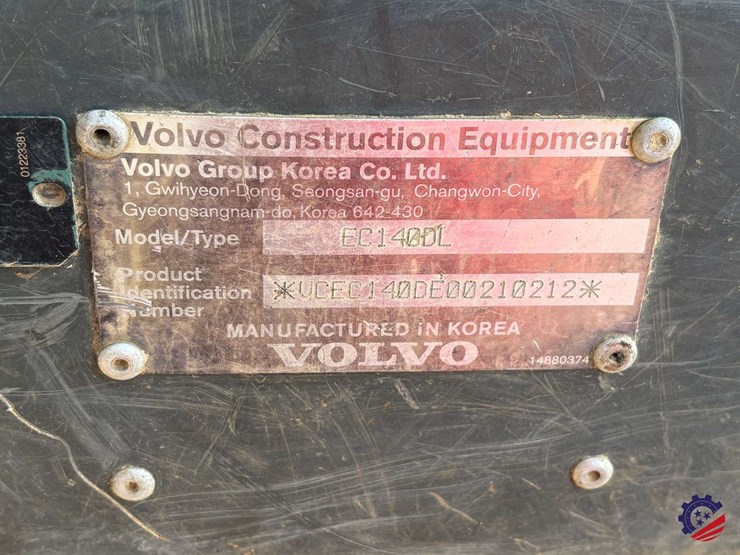 01223381
Volvo Construction Equipment
Volvo Group Korea Co. Ltd.
1, Gwihyeon-Dong, Seongsan-gu, Changwon-City,
Gyeongsangnam-do, Korea 642-430
Model/Type EC140DL
Product
Identification *VCEC140DE00210212*
Number
MANUFACTURED IN KOREA
VOLVO
14880374